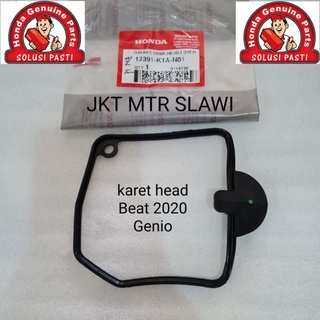 Honda Genuine Parts
SOLUSI PASTI
Honda Genuine Parts
SOLUSI PASTI
HONDA
12391-K1A-N01
JKT MTR SLAWI
karet head
Beat 2020
Genio